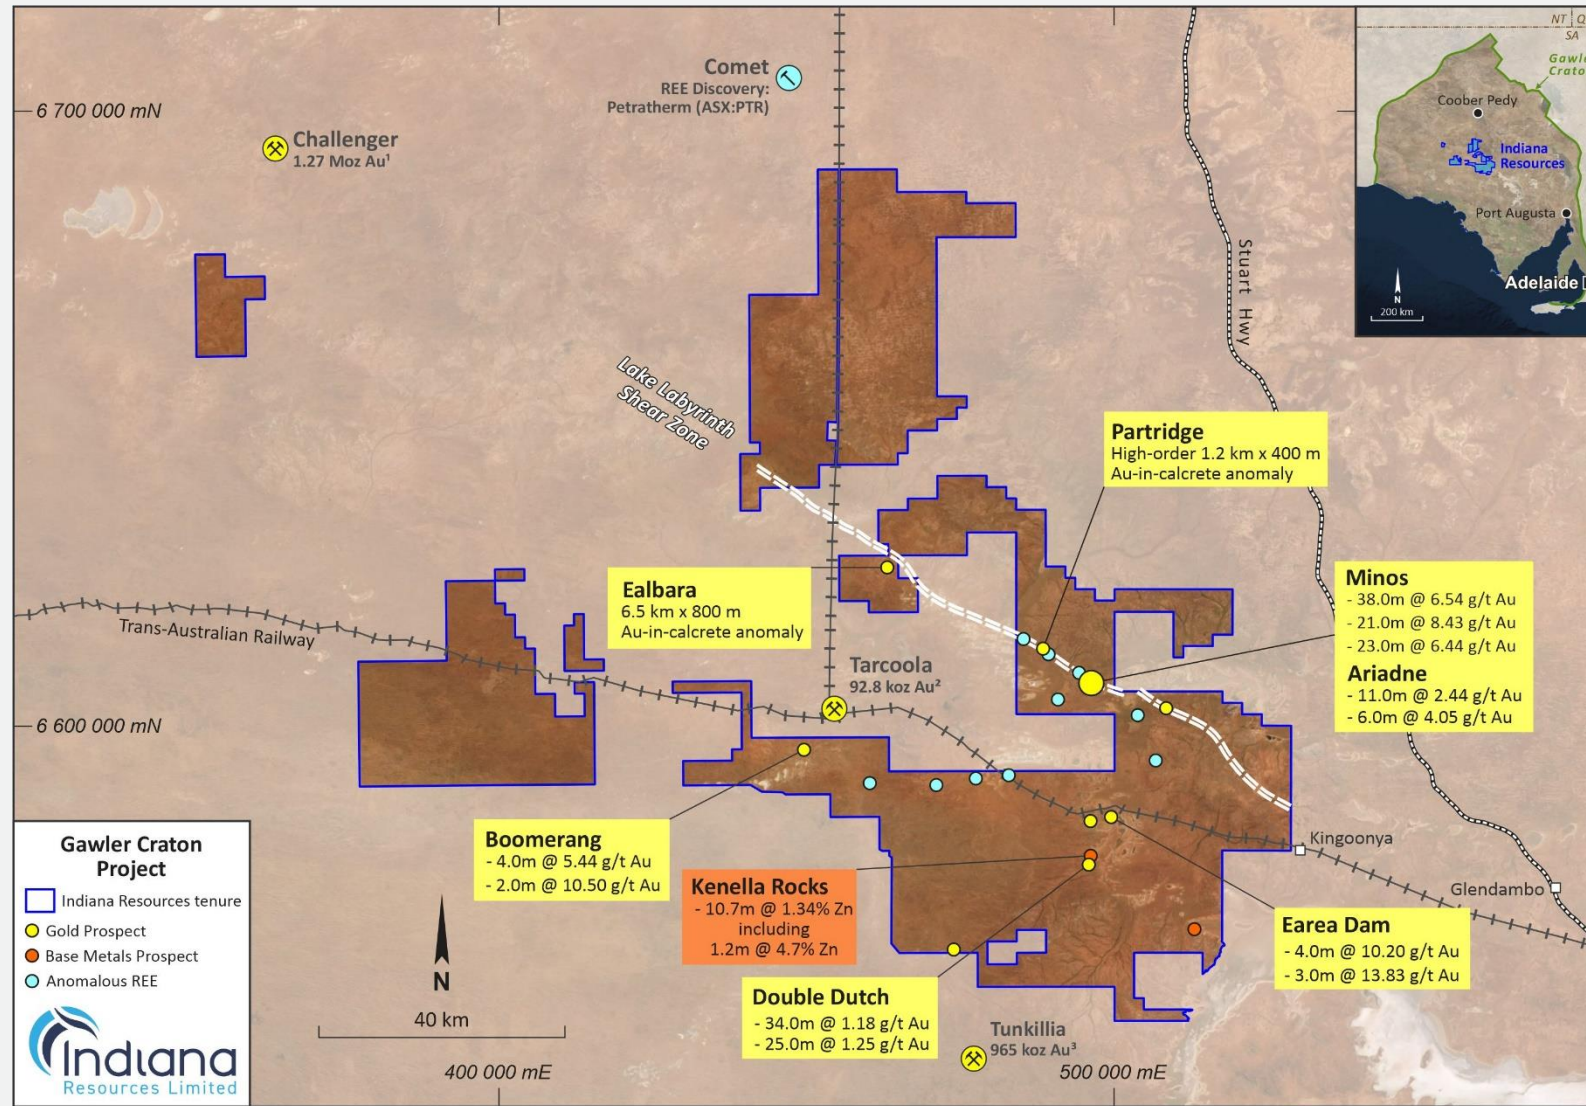 Comet
REE Discovery:
Petratherm (ASX:PTR)
6 700 000 mN
Challenger
1.27 Moz Au¹
NT
SA
Coober Pedy
Indiana
Resources
Port Augusta
Adelaide
N
200 km
Stuart Hwy
Lake Labyrinth
Shear Zone
Partridge
High-order 1.2 km x 400 m
Au-in-calcrete anomaly
Ealbara
6.5 km x 800 m
Au-in-calcrete anomaly
Minos
- 38.0m @ 6.54 g/t Au
- 21.0m @ 8.43 g/t Au
- 23.0m @ 6.44 g/t Au
Ariadne
- 11.0m @ 2.44 g/t Au
- 6.0m @ 4.05 g/t Au
Trans-Australian Railway
Tarcoola
92.8 koz Au²
6 600 000 mN
Boomerang
- 4.0m @ 5.44 g/t Au
- 2.0m @ 10.50 g/t Au
Kenella Rocks
- 10.7m @ 1.34% Zn
including
1.2m @ 4.7% Zn
Kingoonya
Glendambo
Earea Dam
- 4.0m @ 10.20 g/t Au
- 3.0m @ 13.83 g/t Au
Double Dutch
- 34.0m @ 1.18 g/t Au
- 25.0m @ 1.25 g/t Au
Tunkillia
965 koz Au³
Gawler Craton
Project
Indiana Resources tenure
Gold Prospect
Base Metals Prospect
Anomalous REE
Indiana
Resources Limited
N
40 km
400 000 mE
500 000 mE